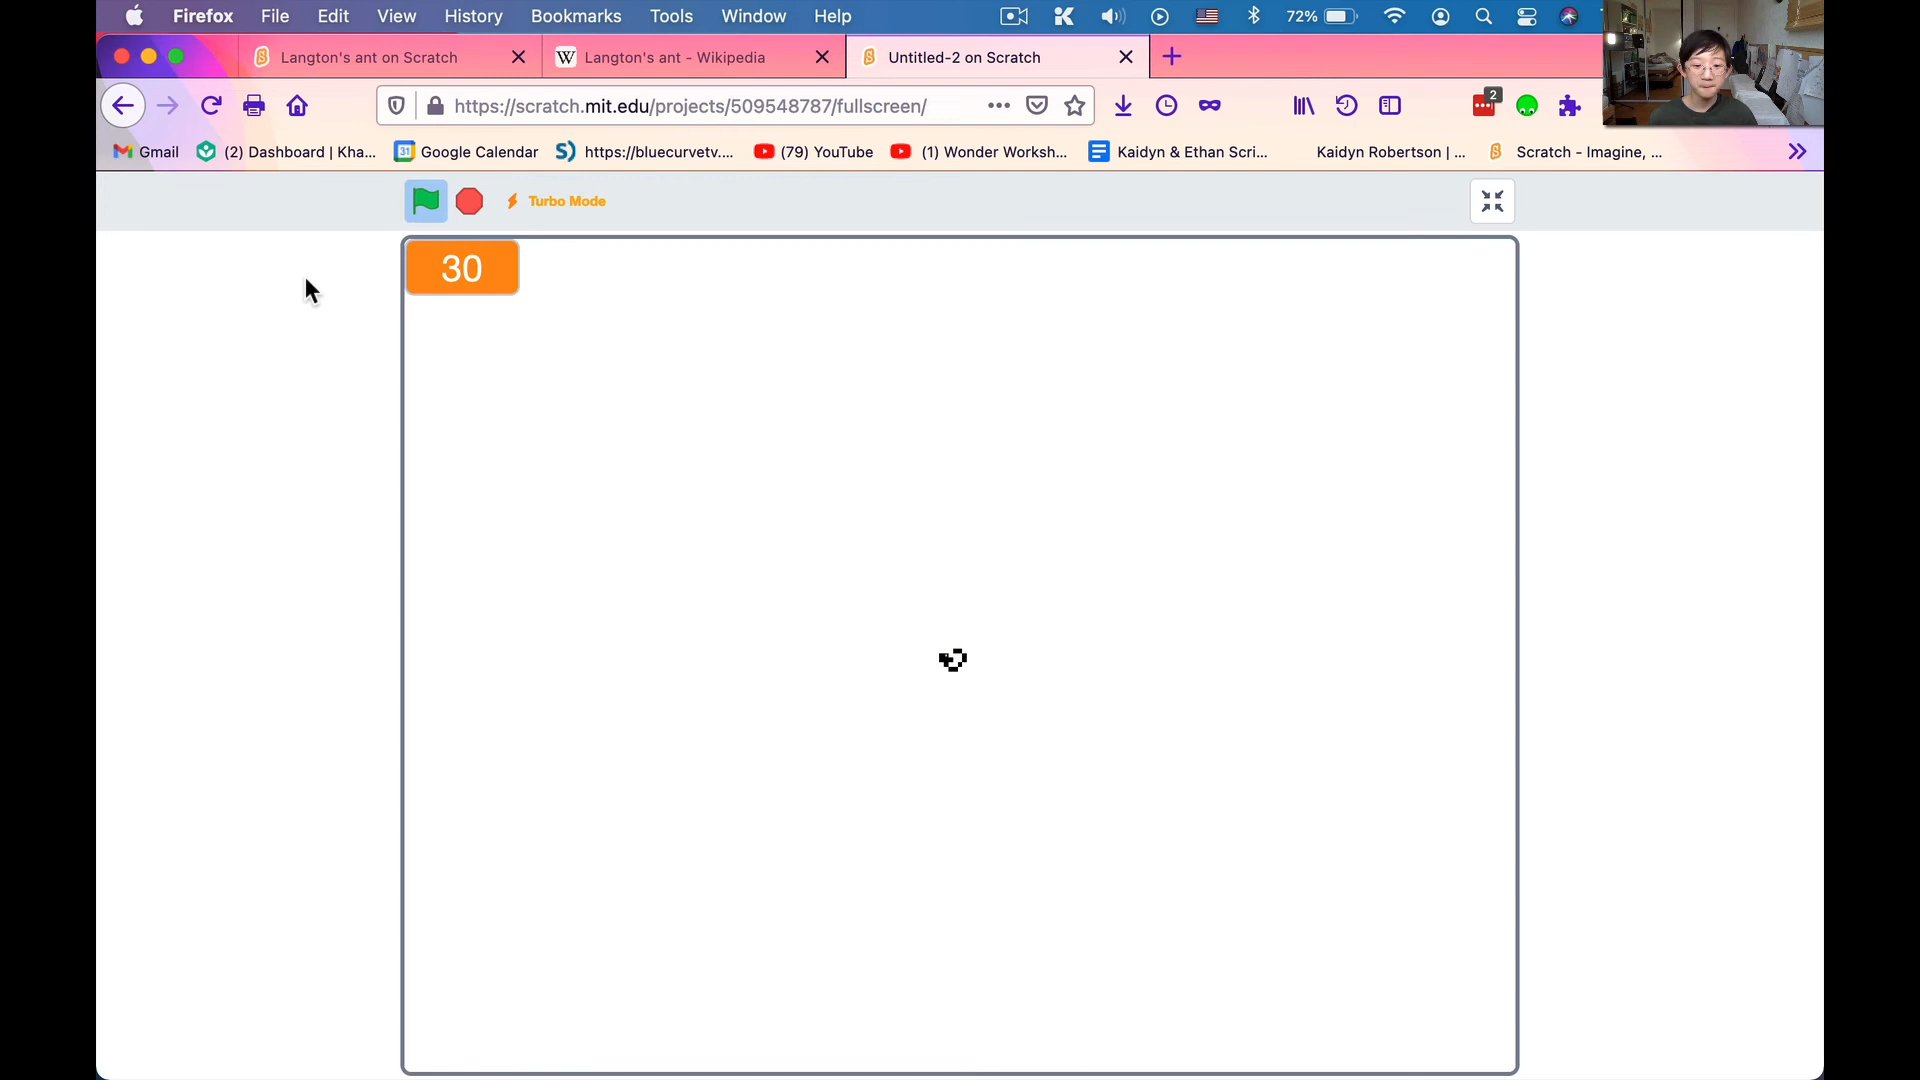 Firefox File Edit View History Bookmarks Tools Window Help 72%
Langton's ant on Scratch Langton's ant - Wikipedia Untitled-2 on Scratch
https://scratch.mit.edu/projects/509548787/fullscreen/ 2
Gmail (2) Dashboard | Kha... 31 Google Calendar https://bluecurvetv.... (79) YouTube (1) Wonder Worksh... Kaidyn & Ethan Scri... Kaidyn Robertson | ... Scratch - Imagine, ...
Turbo Mode
30